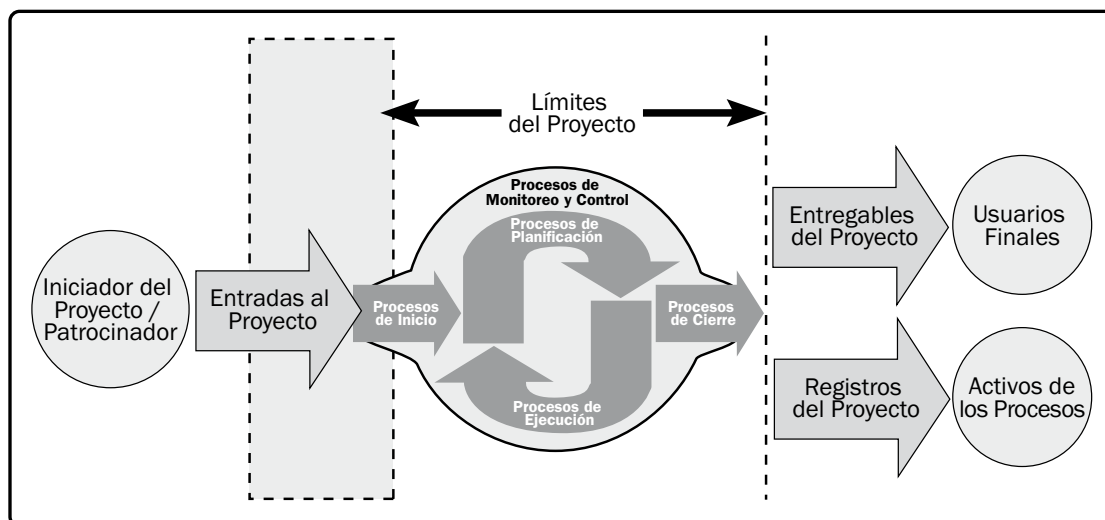 Límites
del Proyecto
Iniciador del
Proyecto /
Patrocinador
Entradas al
Proyecto
Procesos
de Inicio
Procesos de
Monitoreo y Control
Procesos de
Planificación
Procesos de
Ejecución
Procesos
de Cierre
Entregables
del Proyecto
Usuarios
Finales
Registros
del Proyecto
Activos de
los Procesos